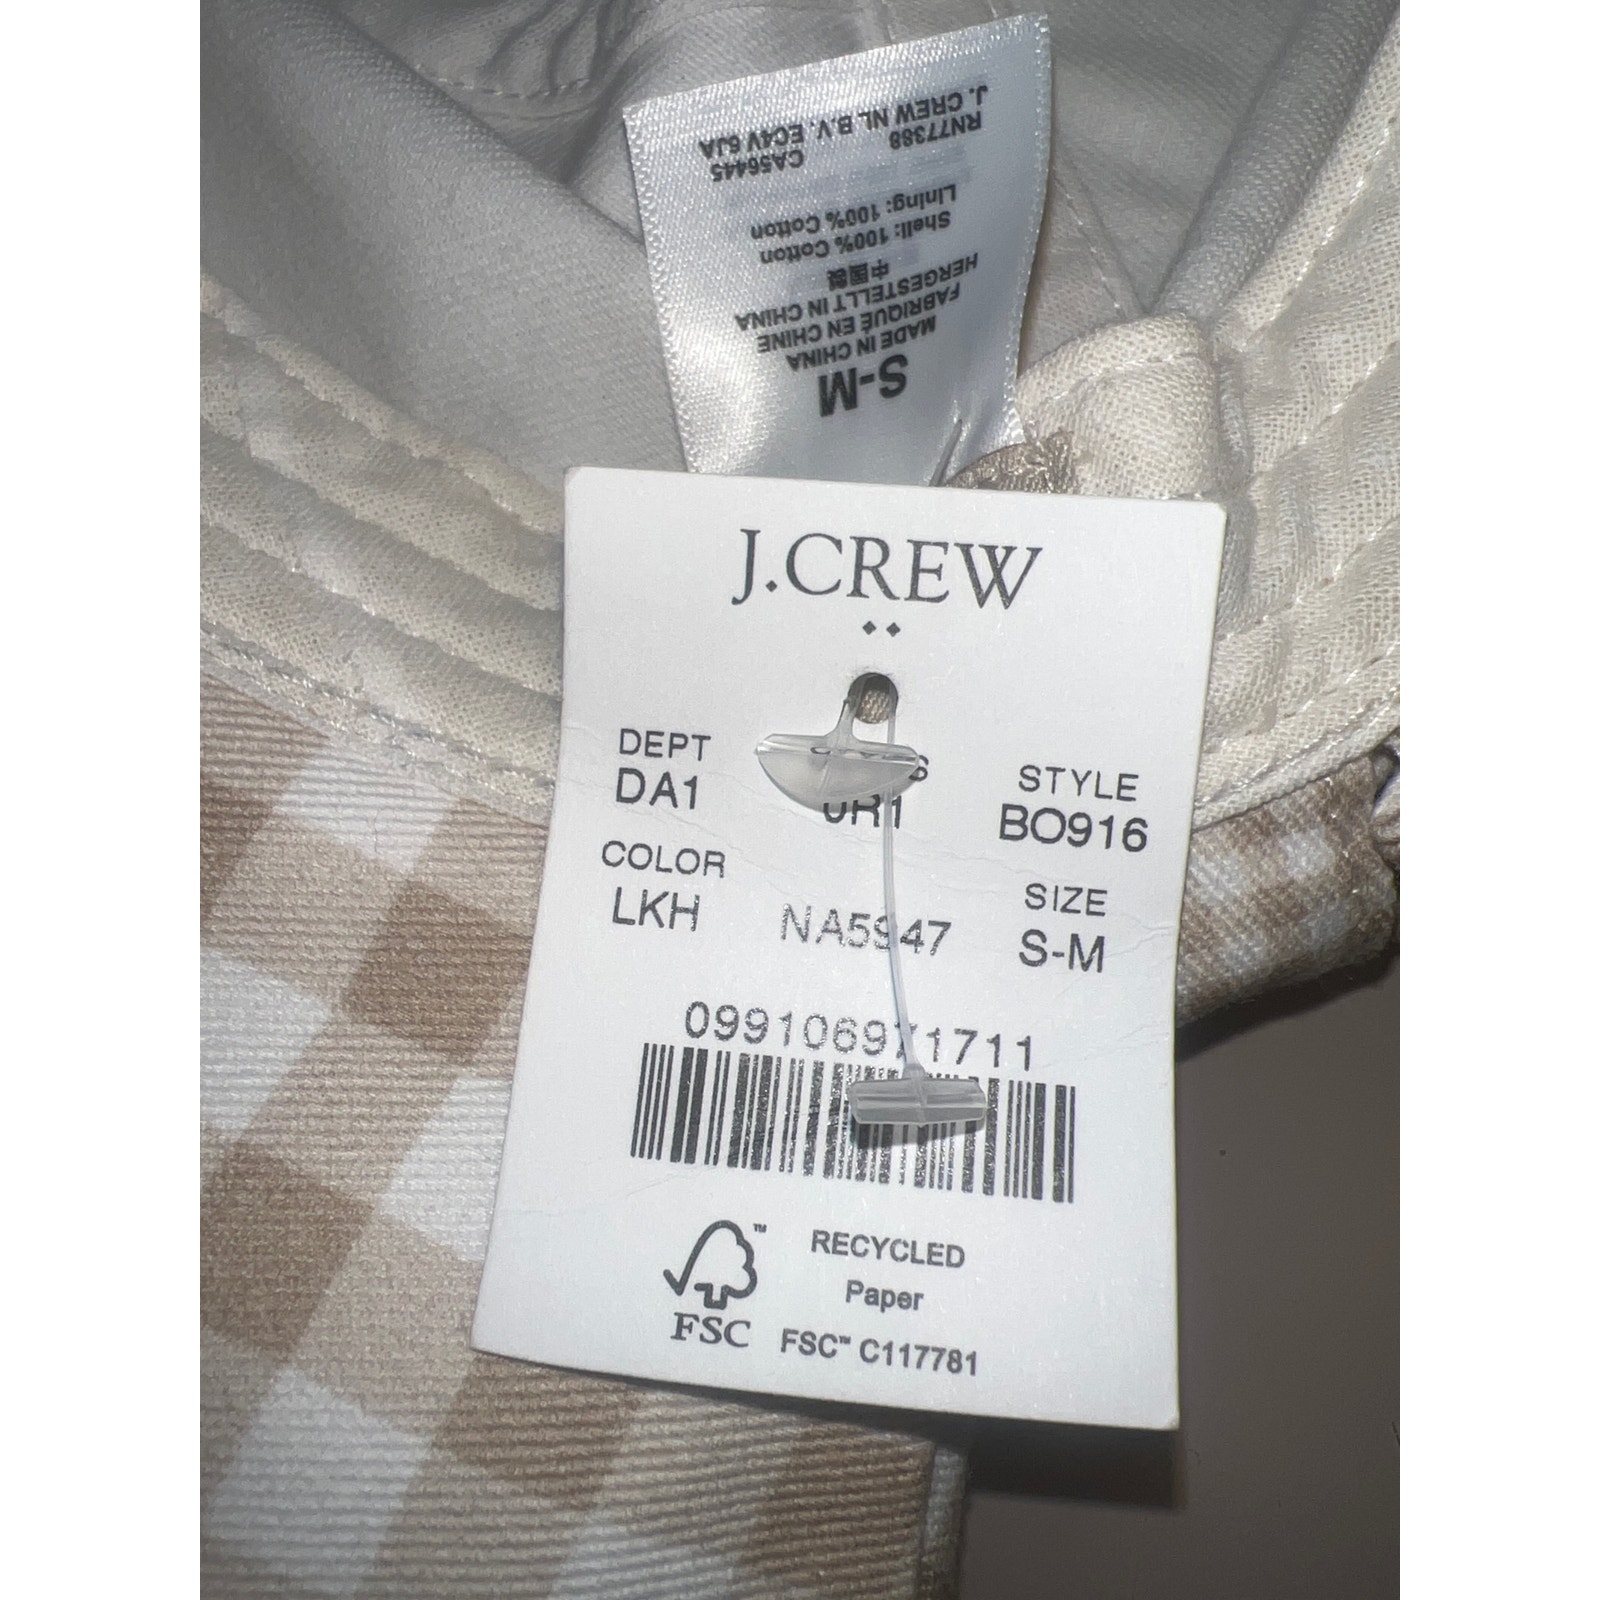 J. CREW NL B.V. EC4V 6JA
RN77388 CA56445
Lining: 100% Cotton
Shell: 100% Cotton
中國製
HERGESTELLT IN CHINA
FABRIQUÉ EN CHINE
MADE IN CHINA
S-M
J.CREW
DEPT STYLE
DA1 0R1 BO916
COLOR SIZE
LKH NA5947 S-M
099106971711
RECYCLED
Paper
FSC FSC™ C117781